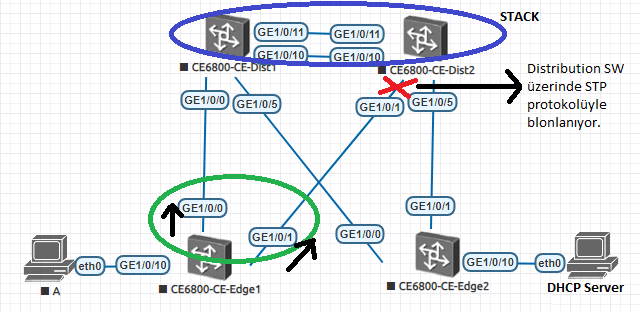 STACK
GE1/0/11
GE1/0/11
GE1/0/10
GE1/0/10
CE6800-CE-Dist1
CE6800-CE-Dist2
Distribution SW
üzerinde STP
protokolüyle
blonlanıyor.
GE1/0/0
GE1/0/5
GE1/0/1
GE1/0/5
GE1/0/0
GE1/0/1
GE1/0/0
GE1/0/1
eth0
GE1/0/10
GE1/0/10
eth0
A
CE6800-CE-Edge1
CE6800-CE-Edge2
DHCP Server